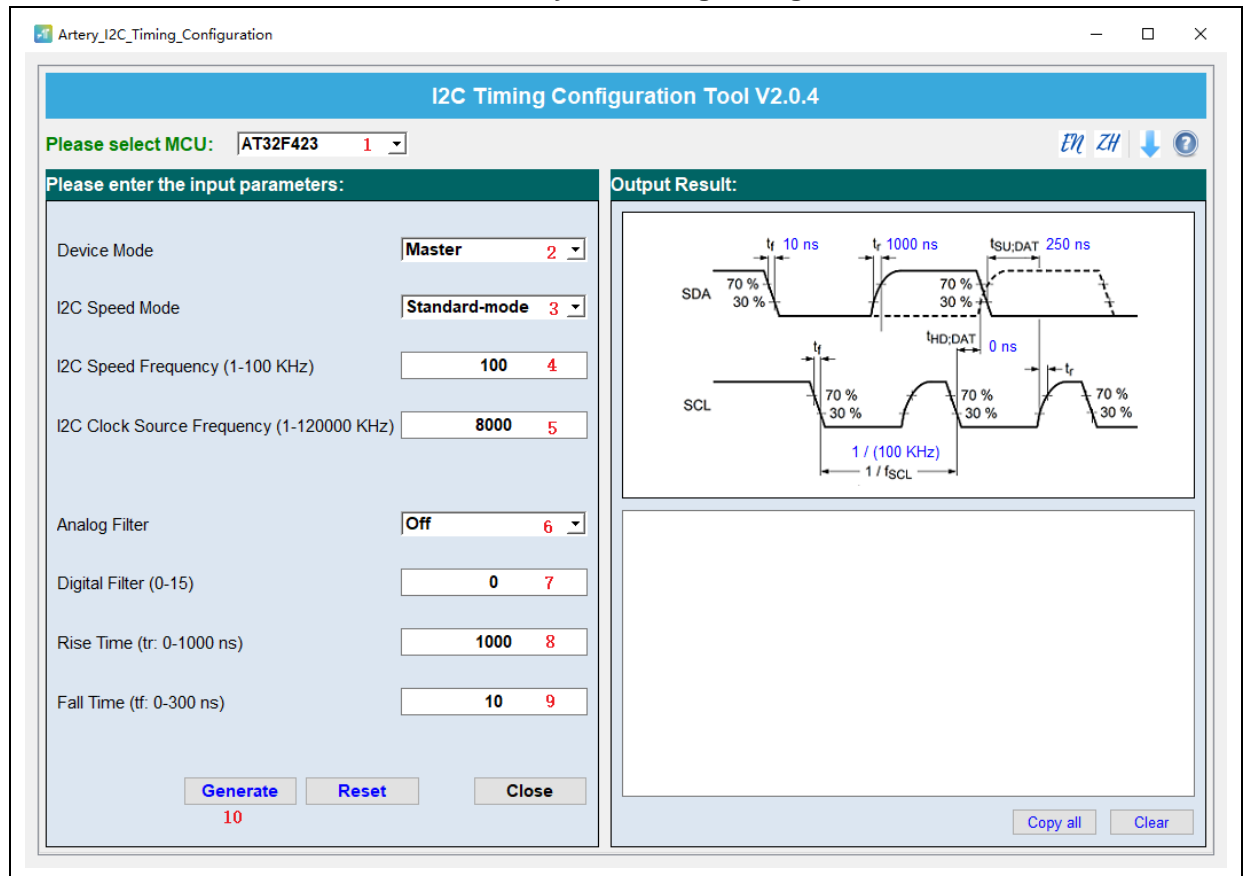 Artery_I2C_Timing_Configuration
I2C Timing Configuration Tool V2.0.4
Please select MCU: AT32F423 1
EN ZH
Please enter the input parameters:
Device Mode Master 2
I2C Speed Mode Standard-mode 3
I2C Speed Frequency (1-100 KHz) 100 4
I2C Clock Source Frequency (1-120000 KHz) 8000 5
Analog Filter Off 6
Digital Filter (0-15) 0 7
Rise Time (tr: 0-1000 ns) 1000 8
Fall Time (tf: 0-300 ns) 10 9
Generate Reset Close
10
Output Result:
tf 10 ns tr 1000 ns tSU;DAT 250 ns
SDA 70 % 70 %
30 % 30 %
tHD;DAT 0 ns
tf tr
SCL 70 % 70 % 70 %
30 % 30 % 30 %
1 / (100 KHz)
1 / fSCL
Copy all Clear